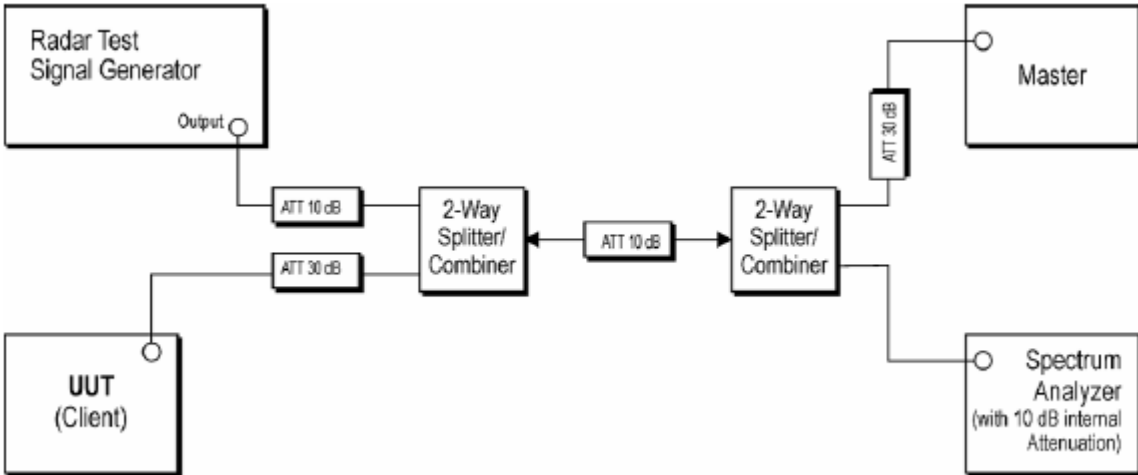 Radar Test
Signal Generator
Output
ATT 10 dB
ATT 30 dB
2-Way
Splitter/
Combiner
ATT 10 dB
2-Way
Splitter/
Combiner
ATT 30 dB
Master
UUT
(Client)
Spectrum
Analyzer
(with 10 dB internal
Attenuation)